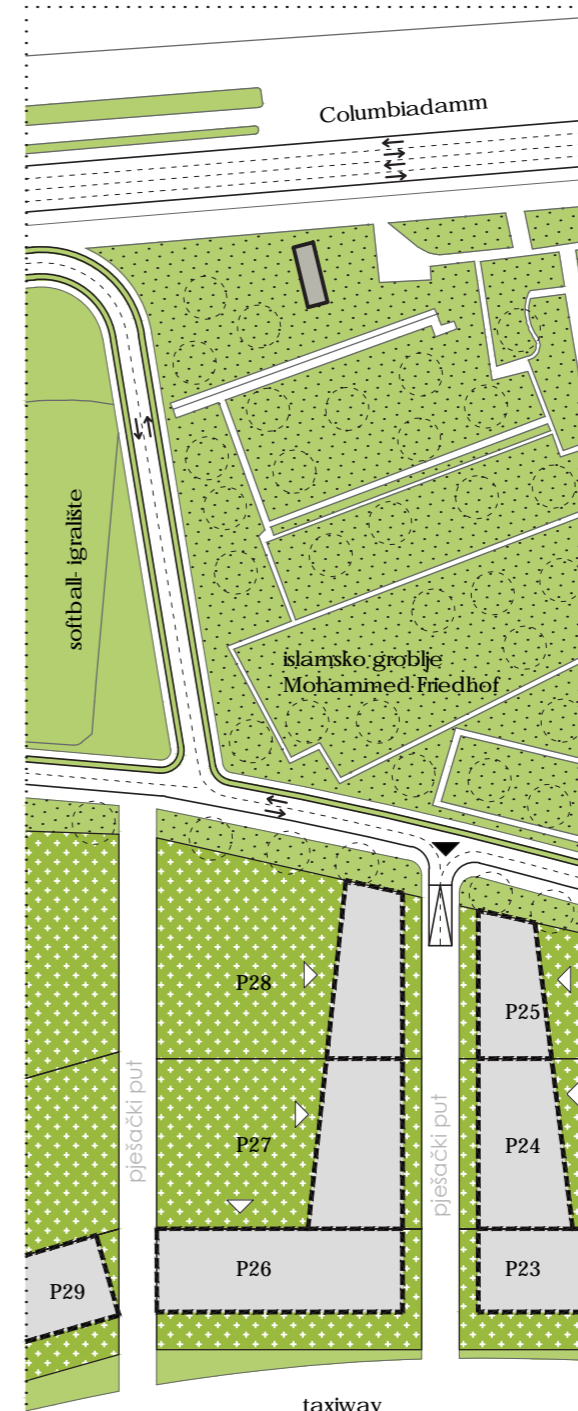 Columbiadamm
softball- igralište
islamsko groblje
Mohammed Friedhof
P28
P25
pješački put
pješački put
P27
P24
P26
P23
P29
taxiway